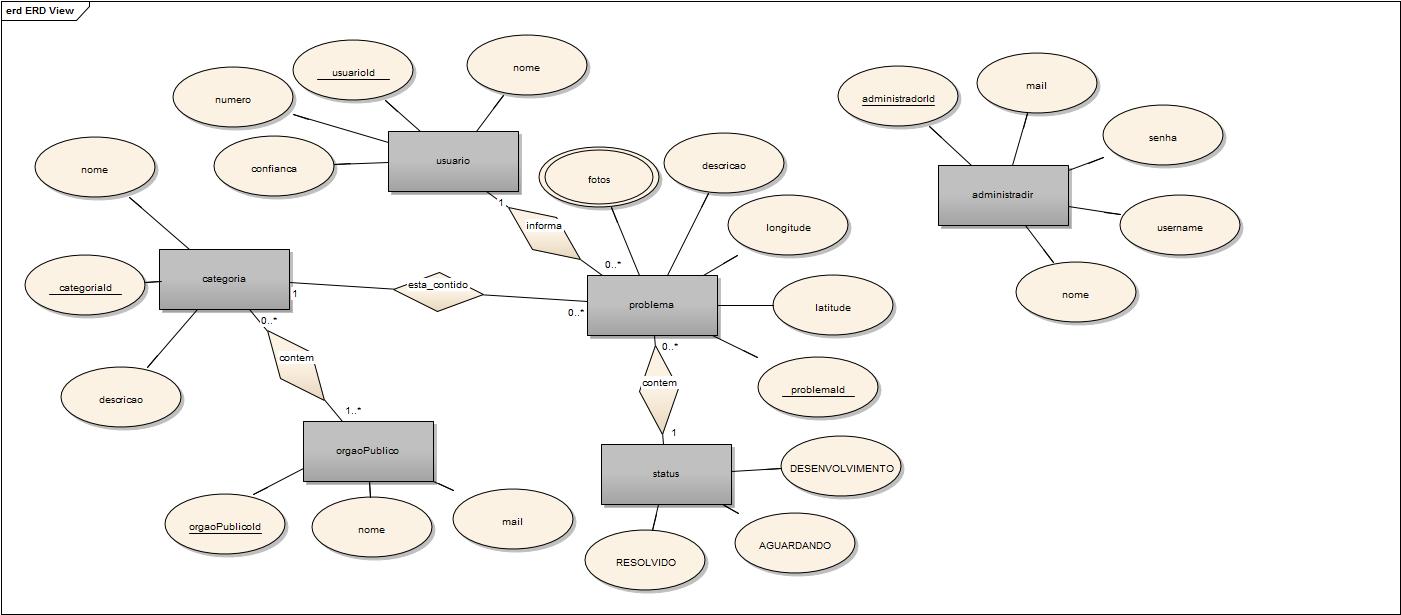 erd ERD View
usuarioId
nome
numero
confianca
usuario
nome
categoriaId
descricao
categoria
1
informa
0..*
fotos
descricao
longitude
latitude
problemaId
problema
1
esta_contido
0..*
0..*
contem
1..*
orgaoPublico
orgaoPublicoId
nome
mail
0..*
contem
1
status
DESENVOLVIMENTO
AGUARDANDO
RESOLVIDO
administradorId
mail
senha
username
nome
administradir